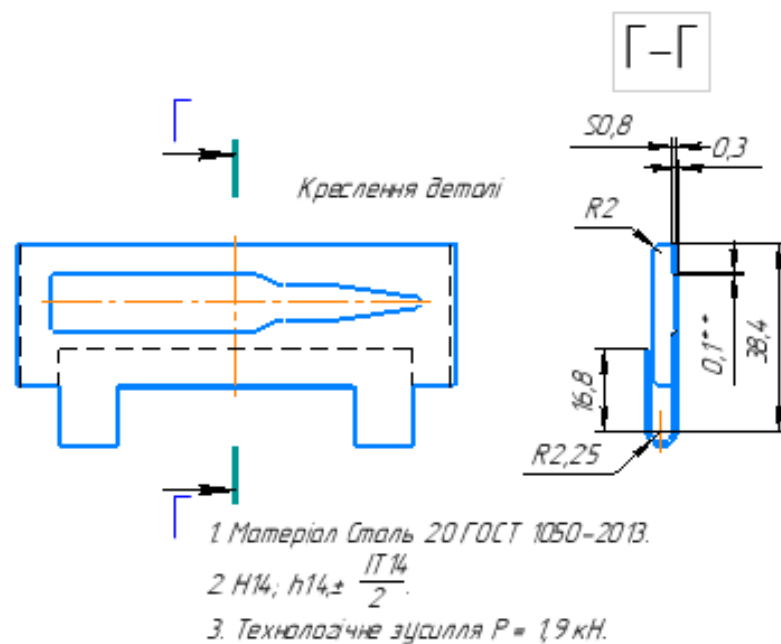 Г-Г
S0,8
0,3
Г
Креслення деталі
R2
0,1**
38,4
16,8
R2,25
Г
1. Матеріал Сталь 20 ГОСТ 1050-2013.
2 H14; h14,± IT14/2.
3. Технологічне зусилля P = 1,9 кН.